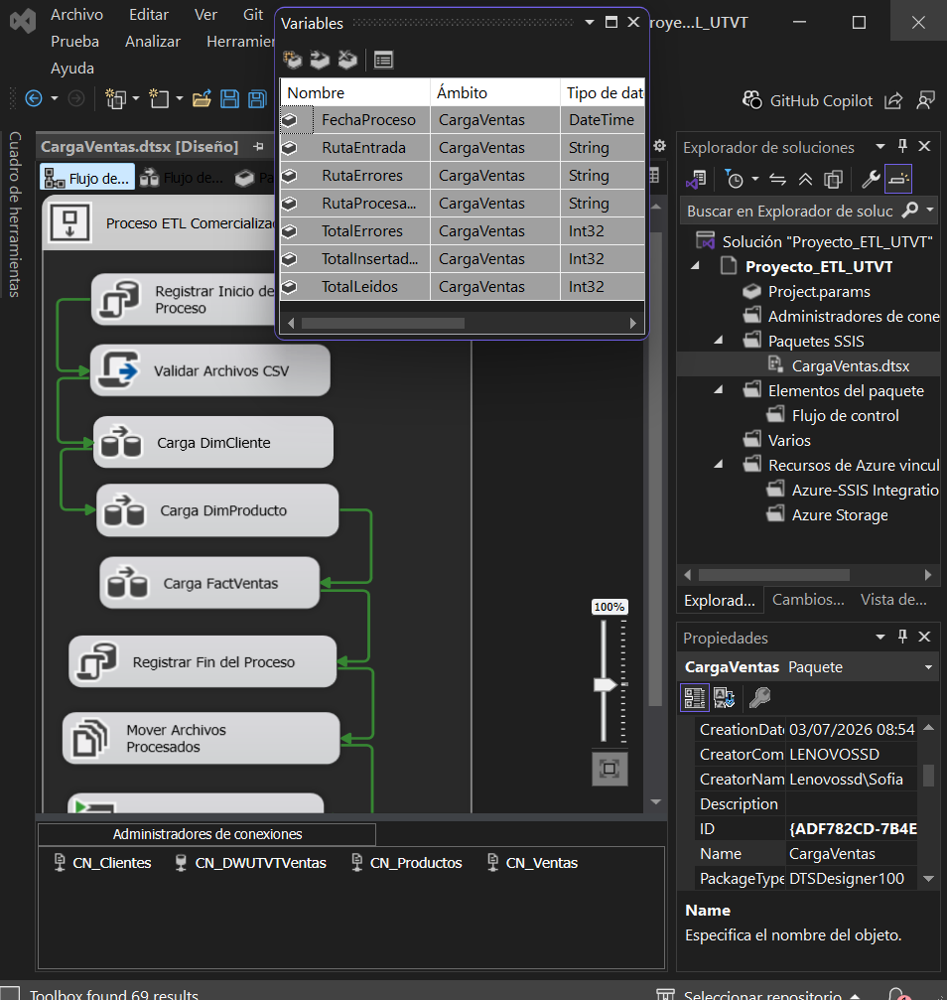 Archivo Editar Ver Git
Prueba Analizar
Ayuda
Variables
Nombre Ámbito Tipo de dat
FechaProceso CargaVentas DateTime
RutaEntrada CargaVentas String
RutaErrores CargaVentas String
RutaProcesa... CargaVentas String
TotalErrores CargaVentas Int32
TotalInsertad... CargaVentas Int32
TotalLeidos CargaVentas Int32
GitHub Copilot
Cuadro de herramientas
CargaVentas.dtsx [Diseño]
Flujo de... Flujo de...
Proceso ETL
Registrar Inicio de
Proceso
Validar Archivos CSV
Carga DimCliente
Carga DimProducto
Carga FactVentas
Registrar Fin del Proceso
Mover Archivos
Procesados
100%
Administradores de conexiones
CN_Clientes CN_DWUTVTVentas CN_Productos CN_Ventas
Explorador de soluciones
Buscar en Explorador de soluc
Solución "Proyecto_ETL_UTVT"
Proyecto_ETL_UTVT
Project.params
Administradores de cone
Paquetes SSIS
CargaVentas.dtsx
Elementos del paquete
Flujo de control
Varios
Recursos de Azure vincul
Azure-SSIS Integratio
Azure Storage
Explorad... Cambios... Vista de...
Propiedades
CargaVentas Paquete
CreationDate 03/07/2026 08:54
CreatorCom LENOVOSSD
CreatorNam Lenovossd\Sofia
Description
ID {ADF782CD-7B4E
Name CargaVentas
PackageType DTSDesigner100
Name
Especifica el nombre del objeto.
Toolbox found 69 results
Seleccionar repositorio